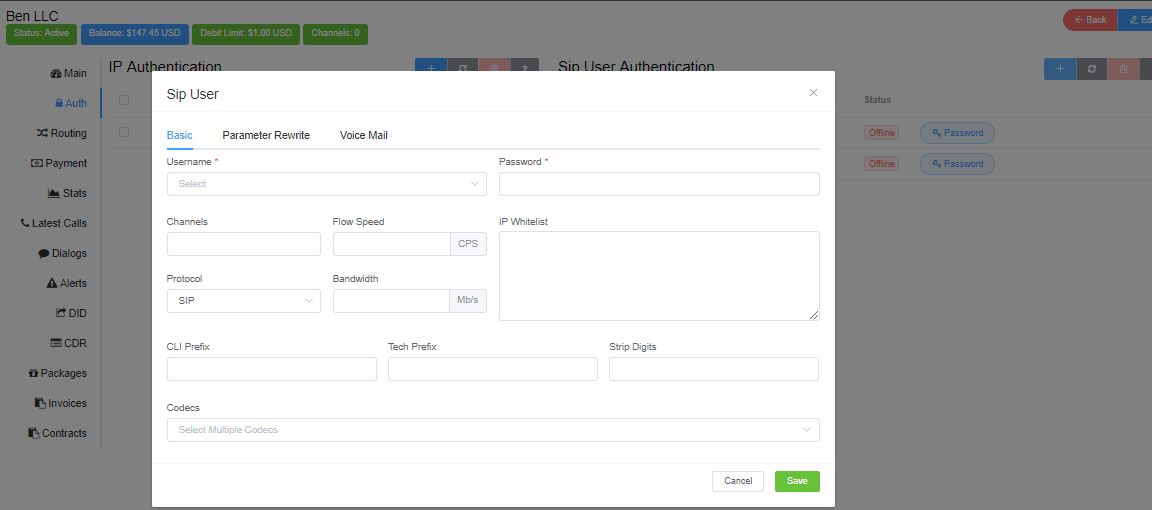 Ben LLC
Status: Active
Balance: $147.45 USD
Debit Limit: $1.00 USD
Channels: 0
Back
Main
Auth
Routing
Payment
Stats
Latest Calls
Dialogs
Alerts
DID
CDR
Packages
Invoices
Contracts
IP Authentication
Sip User Authentication
Status
Offline
Password
Offline
Password
Sip User
Basic Parameter Rewrite Voice Mail
Username * Password *
Select
Channels Flow Speed IP Whitelist
CPS
Protocol Bandwidth
SIP Mb/s
CLI Prefix Tech Prefix Strip Digits
Codecs
Select Multiple Codecs
Cancel Save